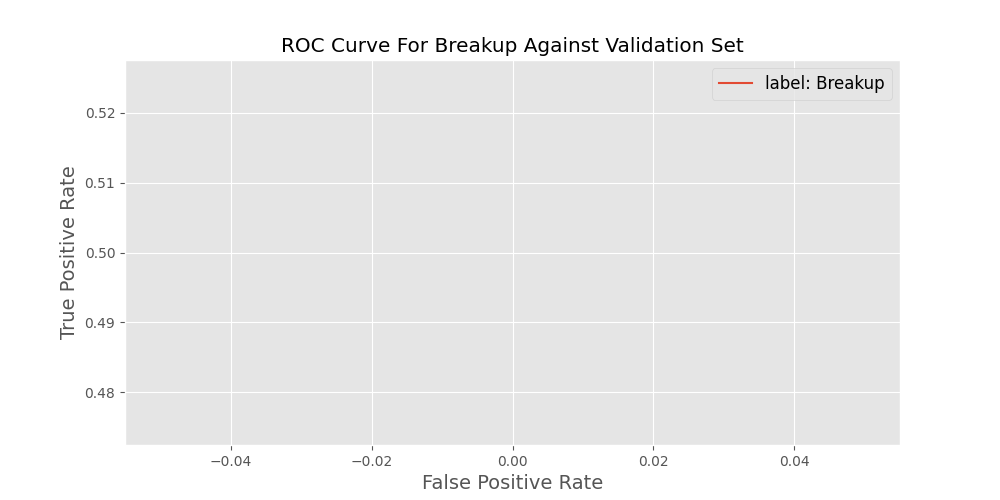 ROC Curve For Breakup Against Validation Set
label: Breakup
True Positive Rate
0.52
0.51
0.50
0.49
0.48
−0.04 −0.02 0.00 0.02 0.04
False Positive Rate